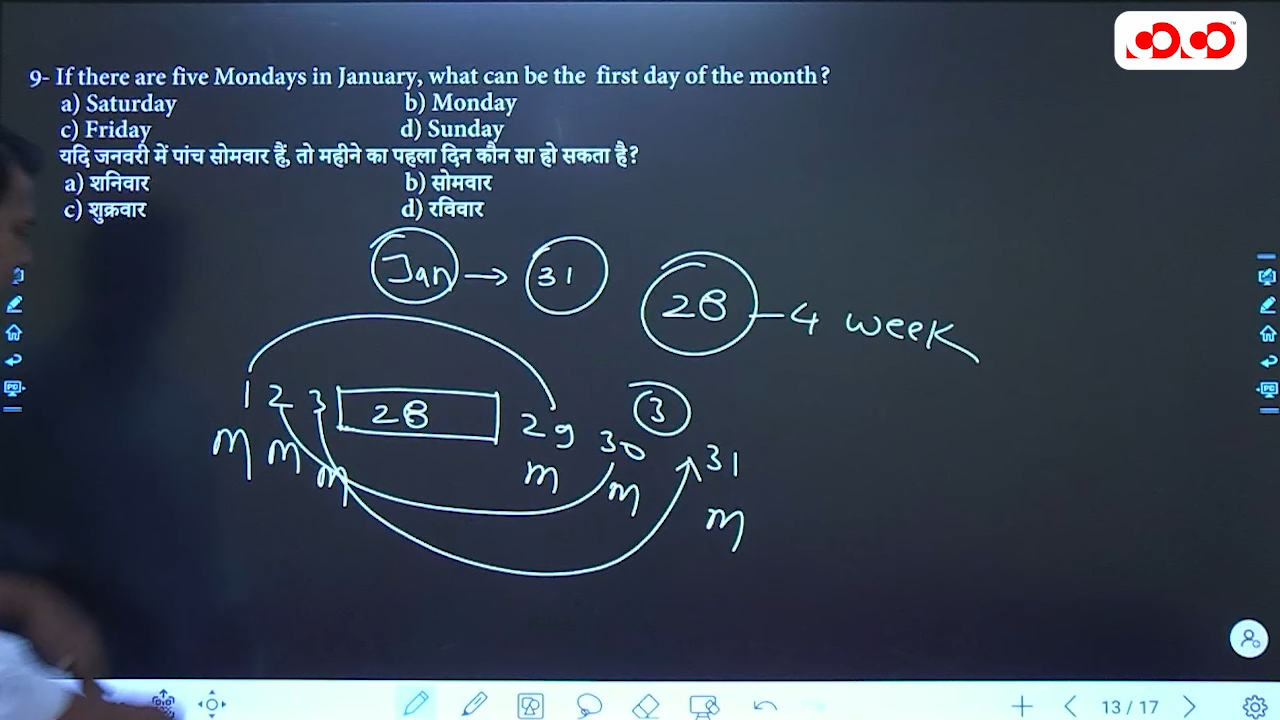 9- If there are five Mondays in January, what can be the first day of the month?
a) Saturday b) Monday
c) Friday d) Sunday
यदि जनवरी में पांच सोमवार हैं, तो महीने का पहला दिन कौन सा हो सकता है?
a) शनिवार b) सोमवार
c) शुक्रवार d) रविवार
Jan → 31 28 - 4 week
1 2 3 28 29 30 31 3
M M M M M M
13 / 17